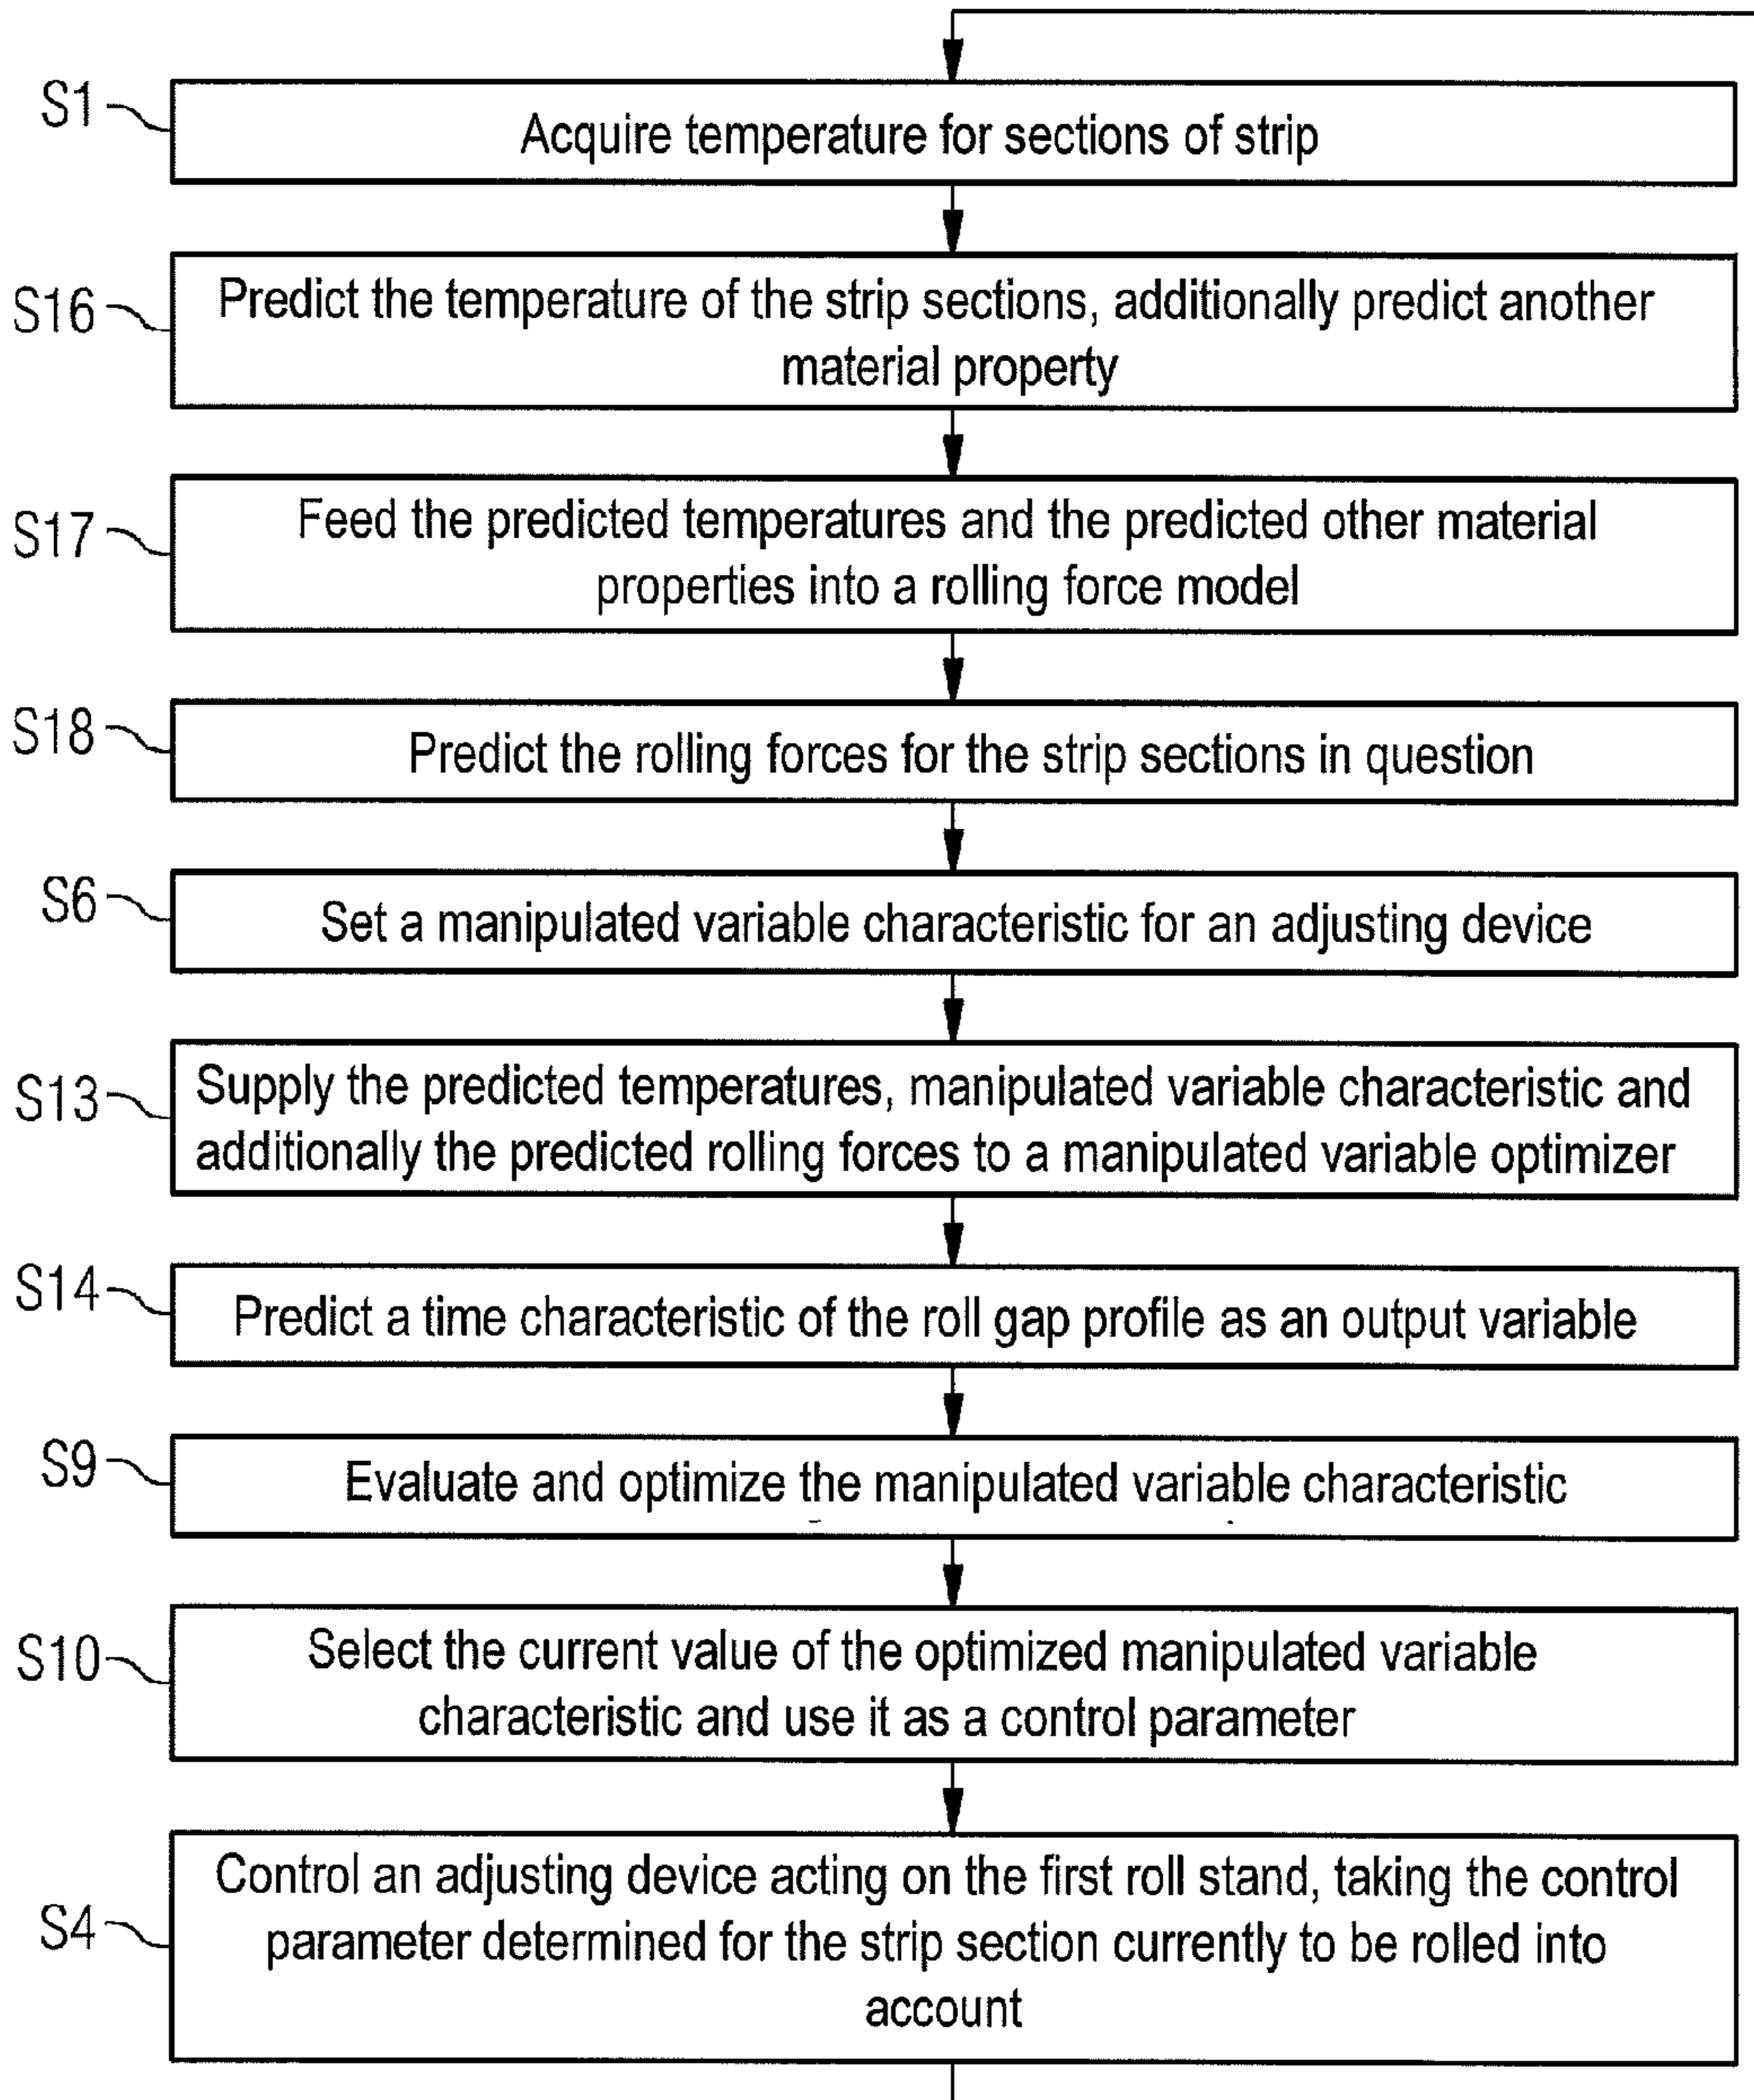 S1
Acquire temperature for sections of strip
S16
Predict the temperature of the strip sections, additionally predict another
material property
S17
Feed the predicted temperatures and the predicted other material
properties into a rolling force model
S18
Predict the rolling forces for the strip sections in question
S6
Set a manipulated variable characteristic for an adjusting device
S13
Supply the predicted temperatures, manipulated variable characteristic and
additionally the predicted rolling forces to a manipulated variable optimizer
S14
Predict a time characteristic of the roll gap profile as an output variable
S9
Evaluate and optimize the manipulated variable characteristic
S10
Select the current value of the optimized manipulated variable
characteristic and use it as a control parameter
S4
Control an adjusting device acting on the first roll stand, taking the control
parameter determined for the strip section currently to be rolled into
account